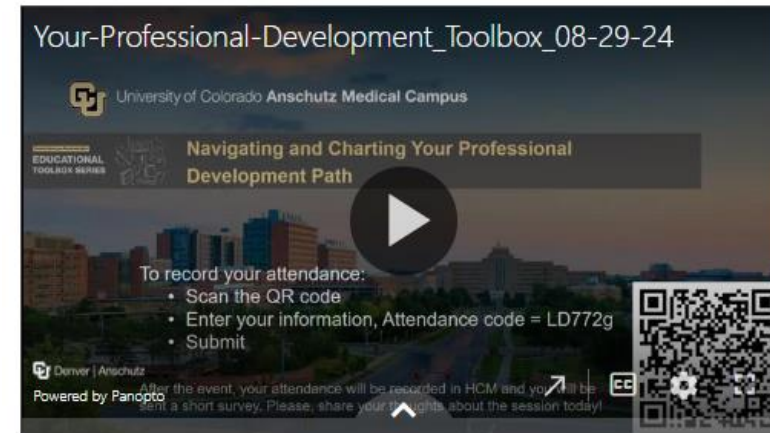 Your-Professional-Development_Toolbox_08-29-24
University of Colorado Anschutz Medical Campus
EDUCATIONAL
TOOLBOX SERIES
Navigating and Charting Your Professional
Development Path
To record your attendance:
• Scan the QR code
• Enter your information, Attendance code = LD772g
• Submit
Denver | Anschutz
Powered by Panopto
After the event, your attendance will be recorded in HCM and you will be
sent a short survey. Please, share your thoughts about the session today!
CC